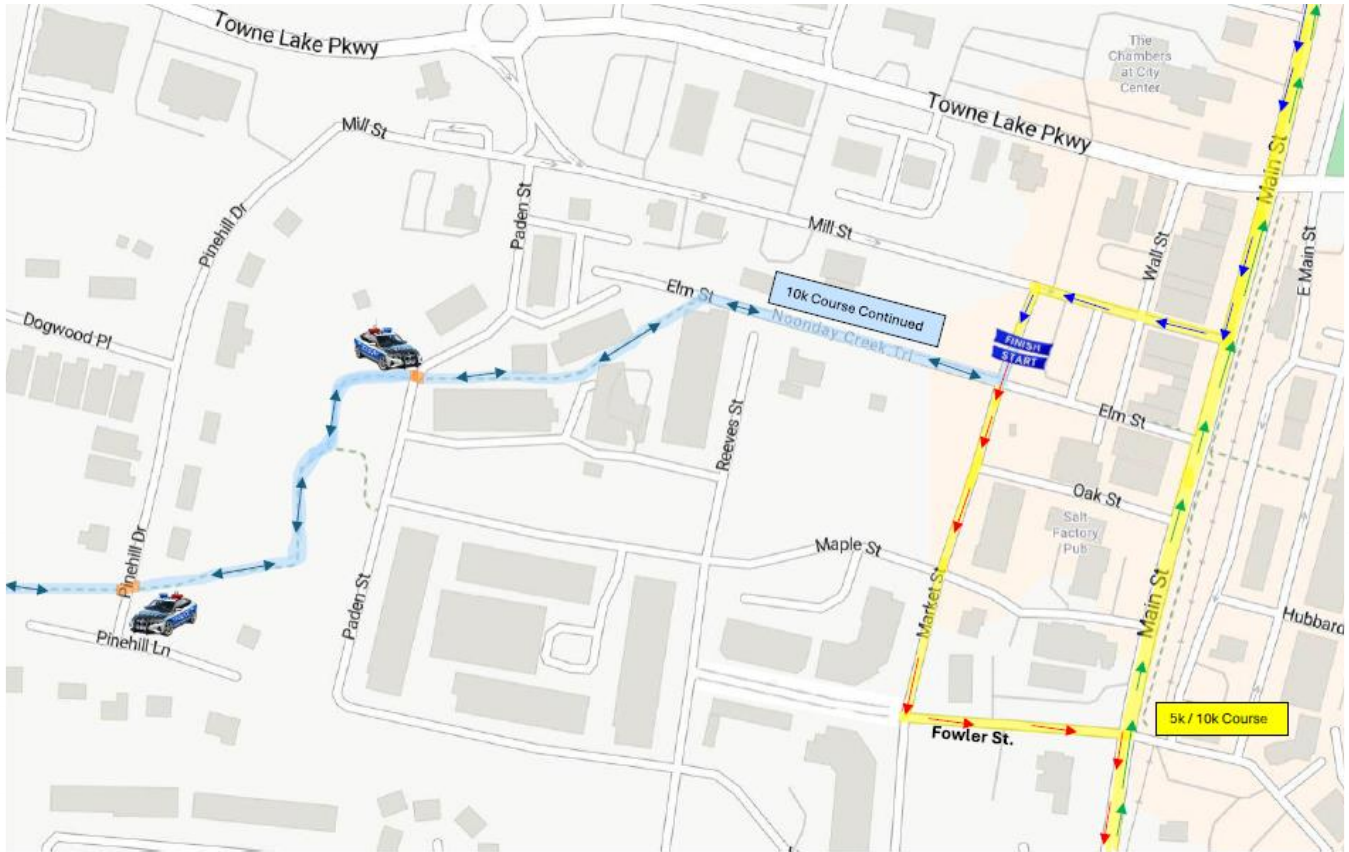 Towne Lake Pkwy
The
Chambers
at City
Center
Towne Lake Pkwy
Mill St
Main St
Paden St
Pinehill Dr
Mill St
Wall St
E Main St
Elm St
10k Course Continued
Noonday Creek Trl
Dogwood Pl
FINISH
START
Elm St
Reeves St
Oak St
Salt
Factory
Pub
Maple St
Pinehill Dr
Market St
Main St
Paden St
Hubbard
Pinehill Ln
5k / 10k Course
Fowler St.